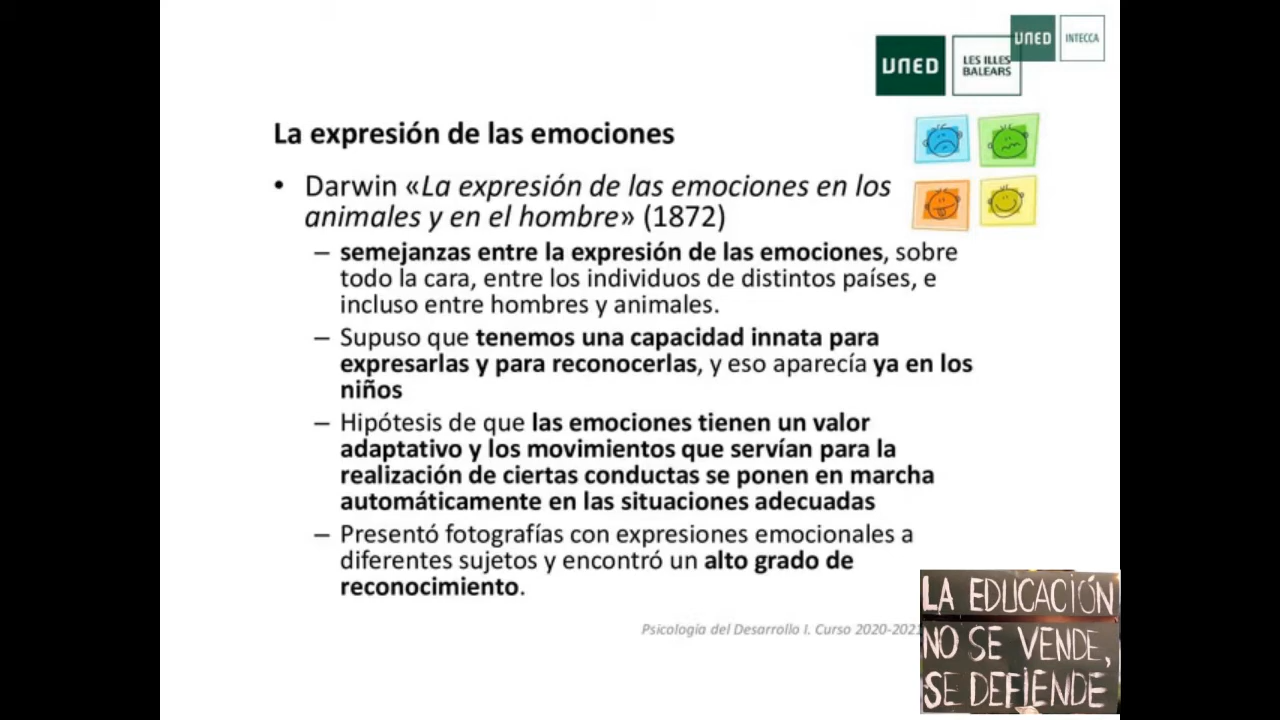 UNED
INTECCA
UNED
LES ILLES
BALEARS
La expresión de las emociones
• Darwin «La expresión de las emociones en los
animales y en el hombre» (1872)
– semejanzas entre la expresión de las emociones, sobre
todo la cara, entre los individuos de distintos países, e
incluso entre hombres y animales.
– Supuso que tenemos una capacidad innata para
expresarlas y para reconocerlas, y eso aparecía ya en los
niños
– Hipótesis de que las emociones tienen un valor
adaptativo y los movimientos que servían para la
realización de ciertas conductas se ponen en marcha
automáticamente en las situaciones adecuadas
– Presentó fotografías con expresiones emocionales a
diferentes sujetos y encontró un alto grado de
reconocimiento.
Psicología del Desarrollo I. Curso 2020-2021
LA EDUCACIÓN
NO SE VENDE,
SE DEFIENDE